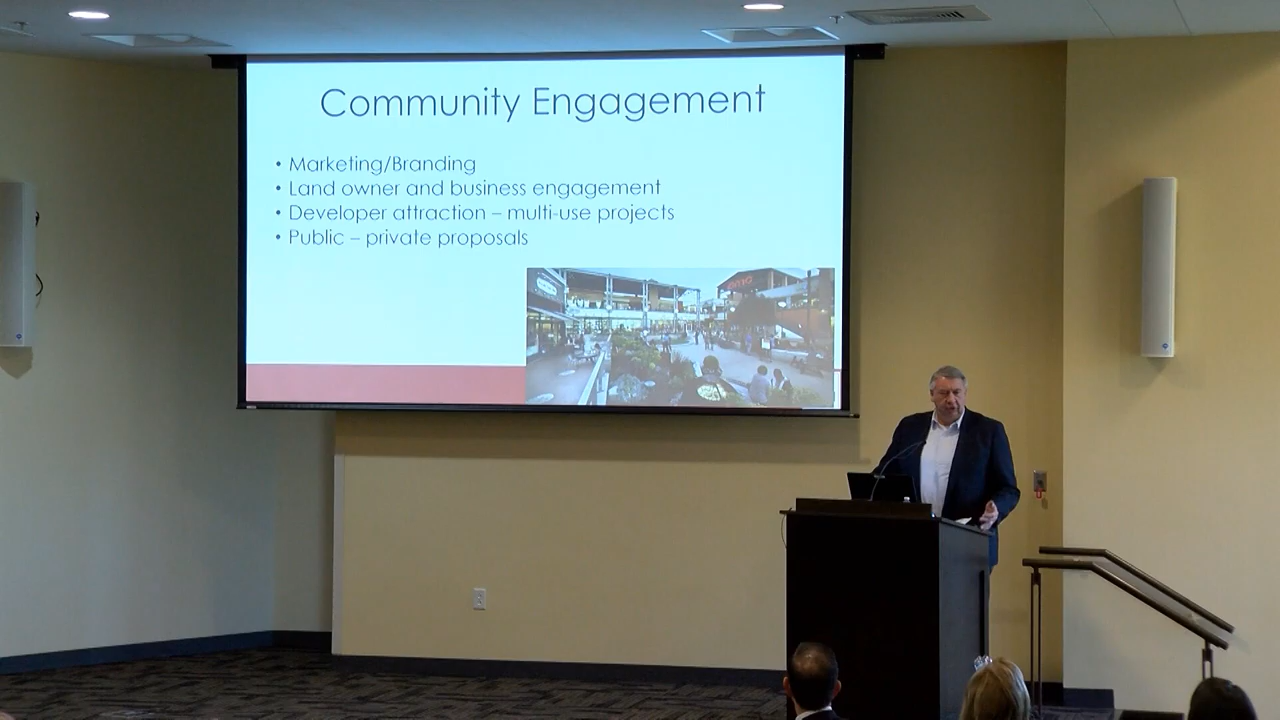 Community Engagement
• Marketing/Branding
• Land owner and business engagement
• Developer attraction – multi-use projects
• Public – private proposals